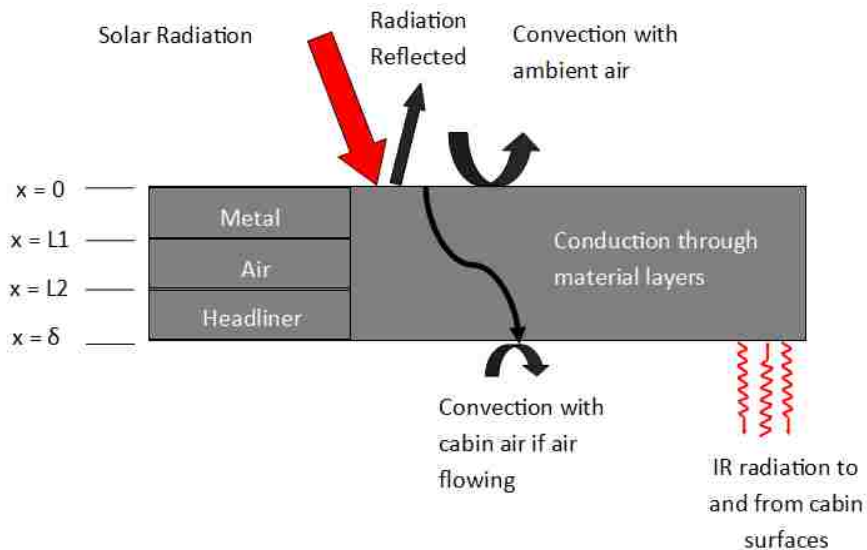 Solar Radiation
Radiation
Reflected
Convection with
ambient air
x = 0
x = L1
x = L2
x = δ
Metal
Air
Headliner
Conduction through
material layers
Convection with
cabin air if air
flowing
IR radiation to
and from cabin
surfaces